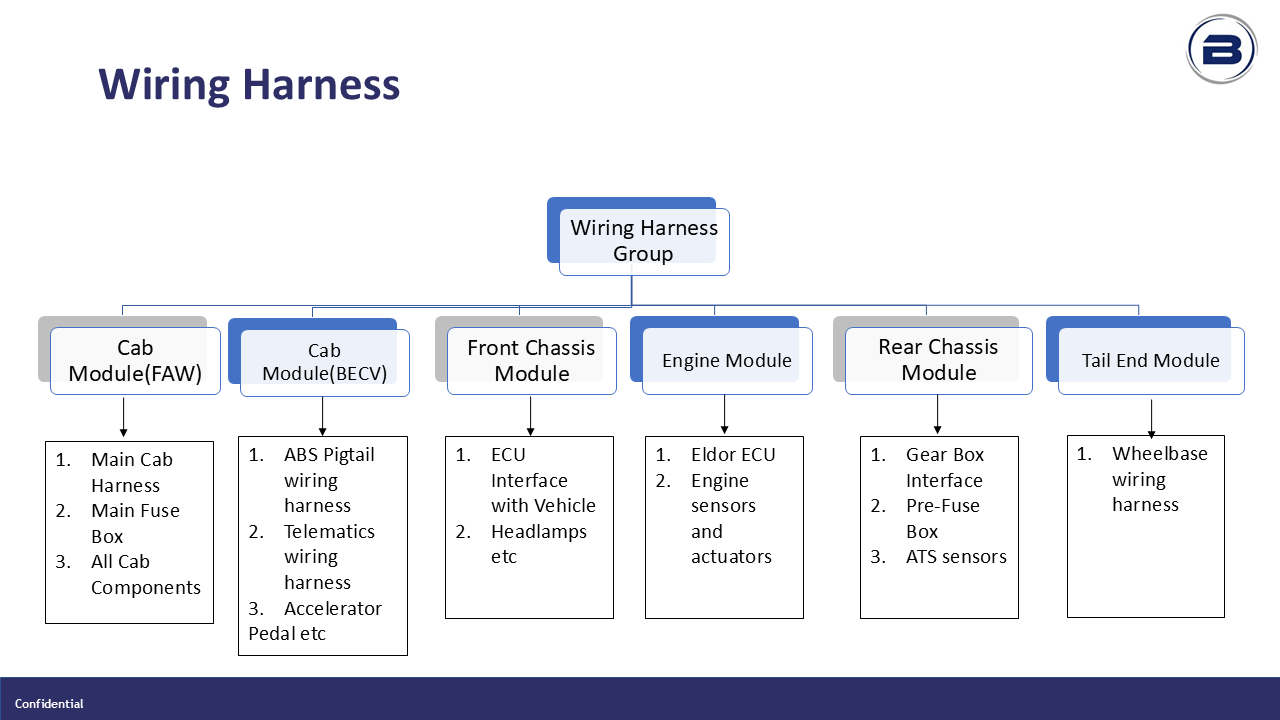 Wiring Harness
Wiring Harness
Group
Cab
Module(FAW)
Cab
Module(BECV)
Front Chassis
Module
Engine Module
Rear Chassis
Module
Tail End Module
1. Main Cab
Harness
2. Main Fuse
Box
3. All Cab
Components
1. ABS Pigtail
wiring
harness
2. Telematics
wiring
harness
3. Accelerator
Pedal etc
1. ECU
Interface
with Vehicle
2. Headlamps
etc
1. Eldor ECU
2. Engine
sensors
and
actuators
1. Gear Box
Interface
2. Pre-Fuse
Box
3. ATS sensors
1. Wheelbase
wiring
harness
Confidential